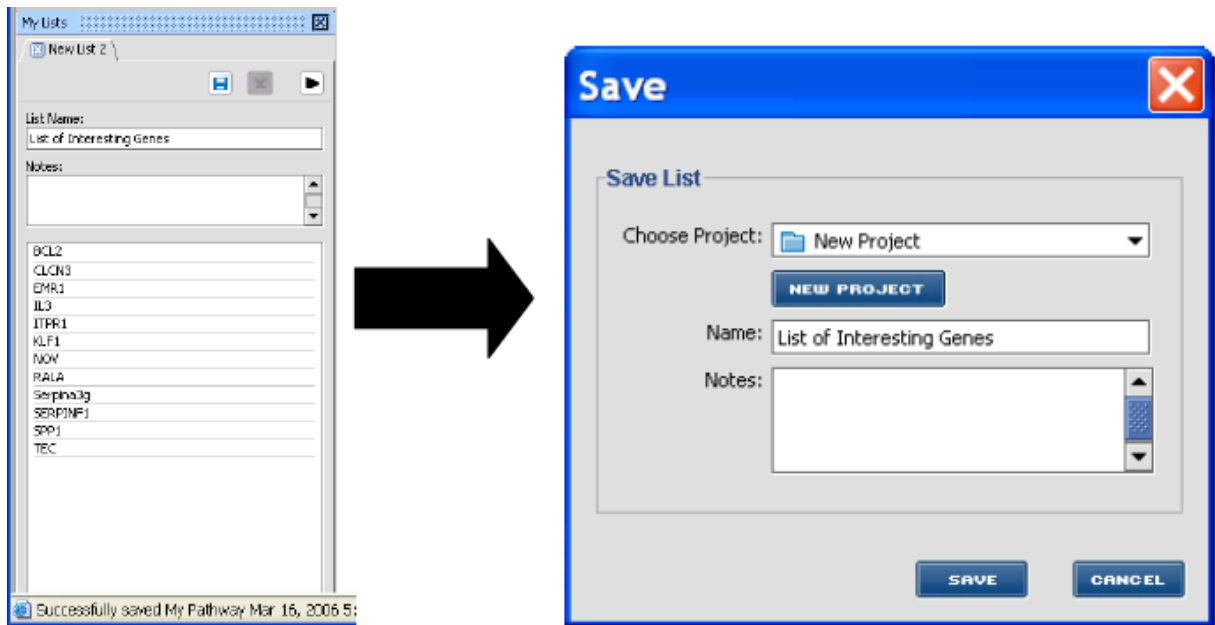 My Lists
New List 2
List Name:
List of Interesting Genes
Notes:
BCL2
CLCN3
EMR1
IL3
ITPR1
KLF1
NOV
RALA
Serpina3g
SERPINF1
SPP1
TEC
Successfully saved My Pathway Mar 16, 2006 5:
Save
Save List
Choose Project: New Project
NEW PROJECT
Name: List of Interesting Genes
Notes:
SAVE CANCEL